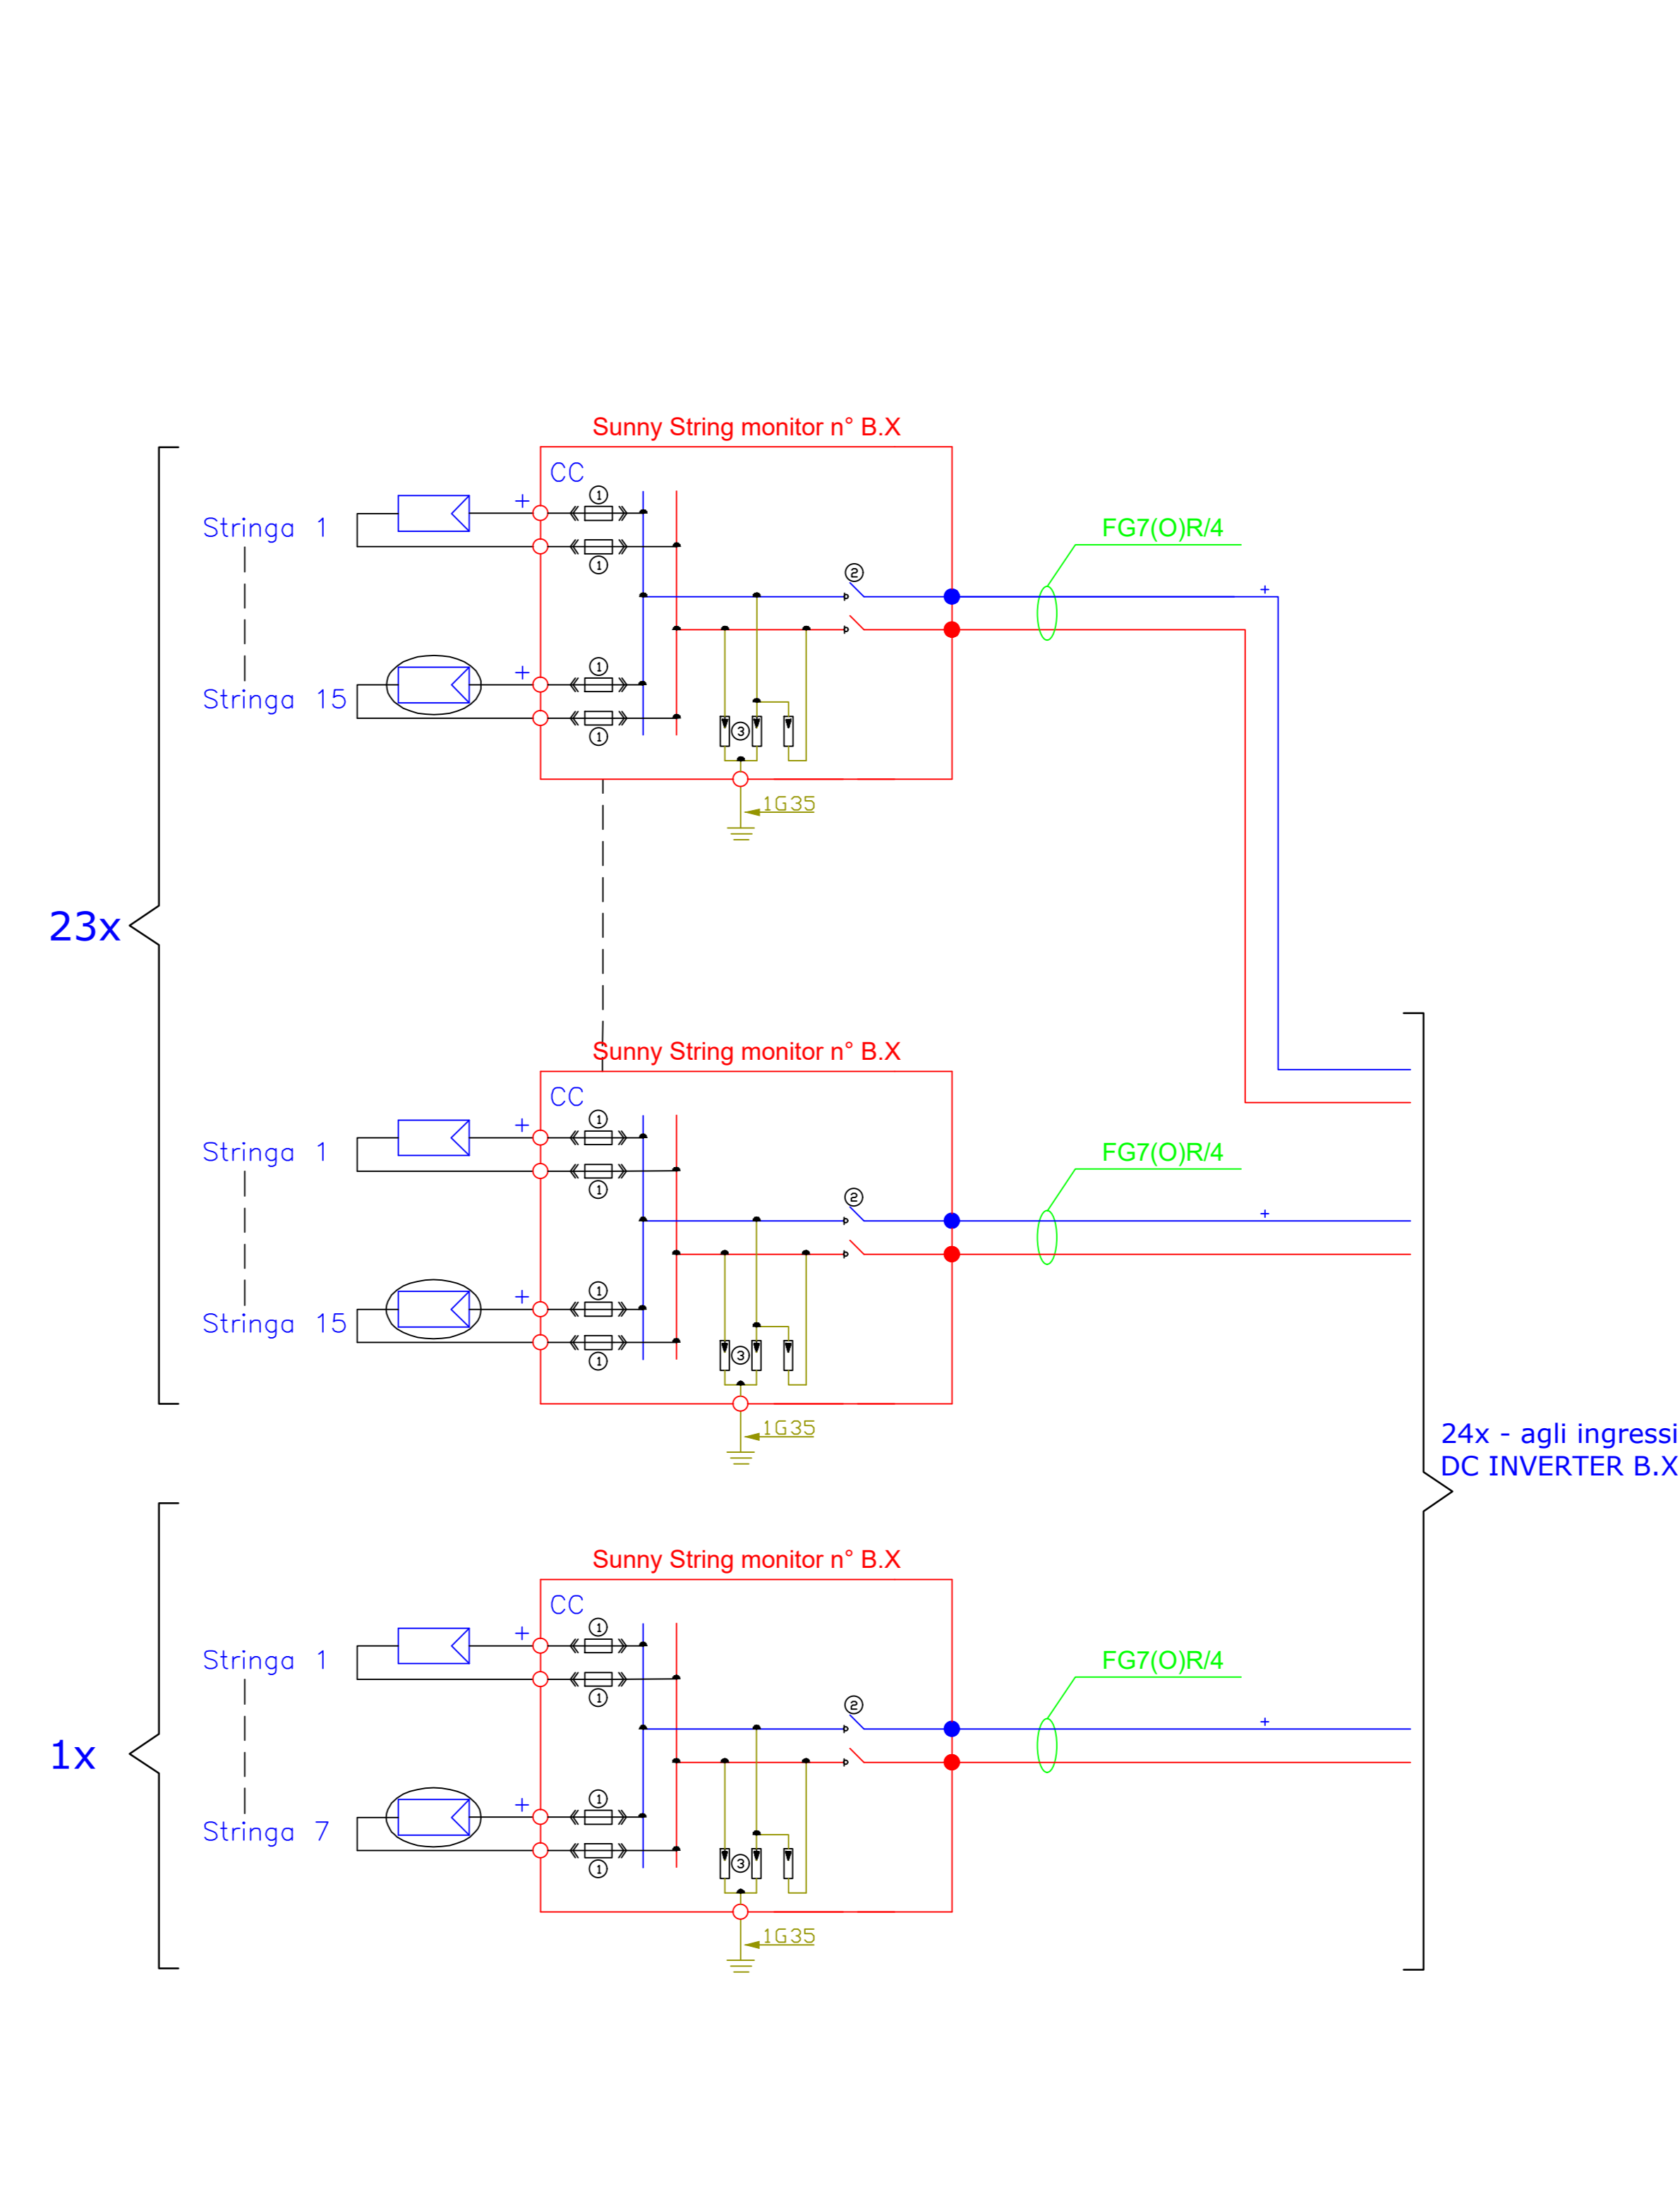 Sunny String monitor n° B.X
CC
1
+
Stringa 1
FG7(O)R/4
1
2
+
1
+
Stringa 15
3
1
1G35
23x
Sunny String monitor n° B.X
CC
1
+
Stringa 1
FG7(O)R/4
1
2
+
1
+
Stringa 15
3
1
1G35
24x - agli ingressi
DC INVERTER B.X
Sunny String monitor n° B.X
CC
1
+
Stringa 1
FG7(O)R/4
1
2
+
1x
1
+
Stringa 7
3
1
1G35